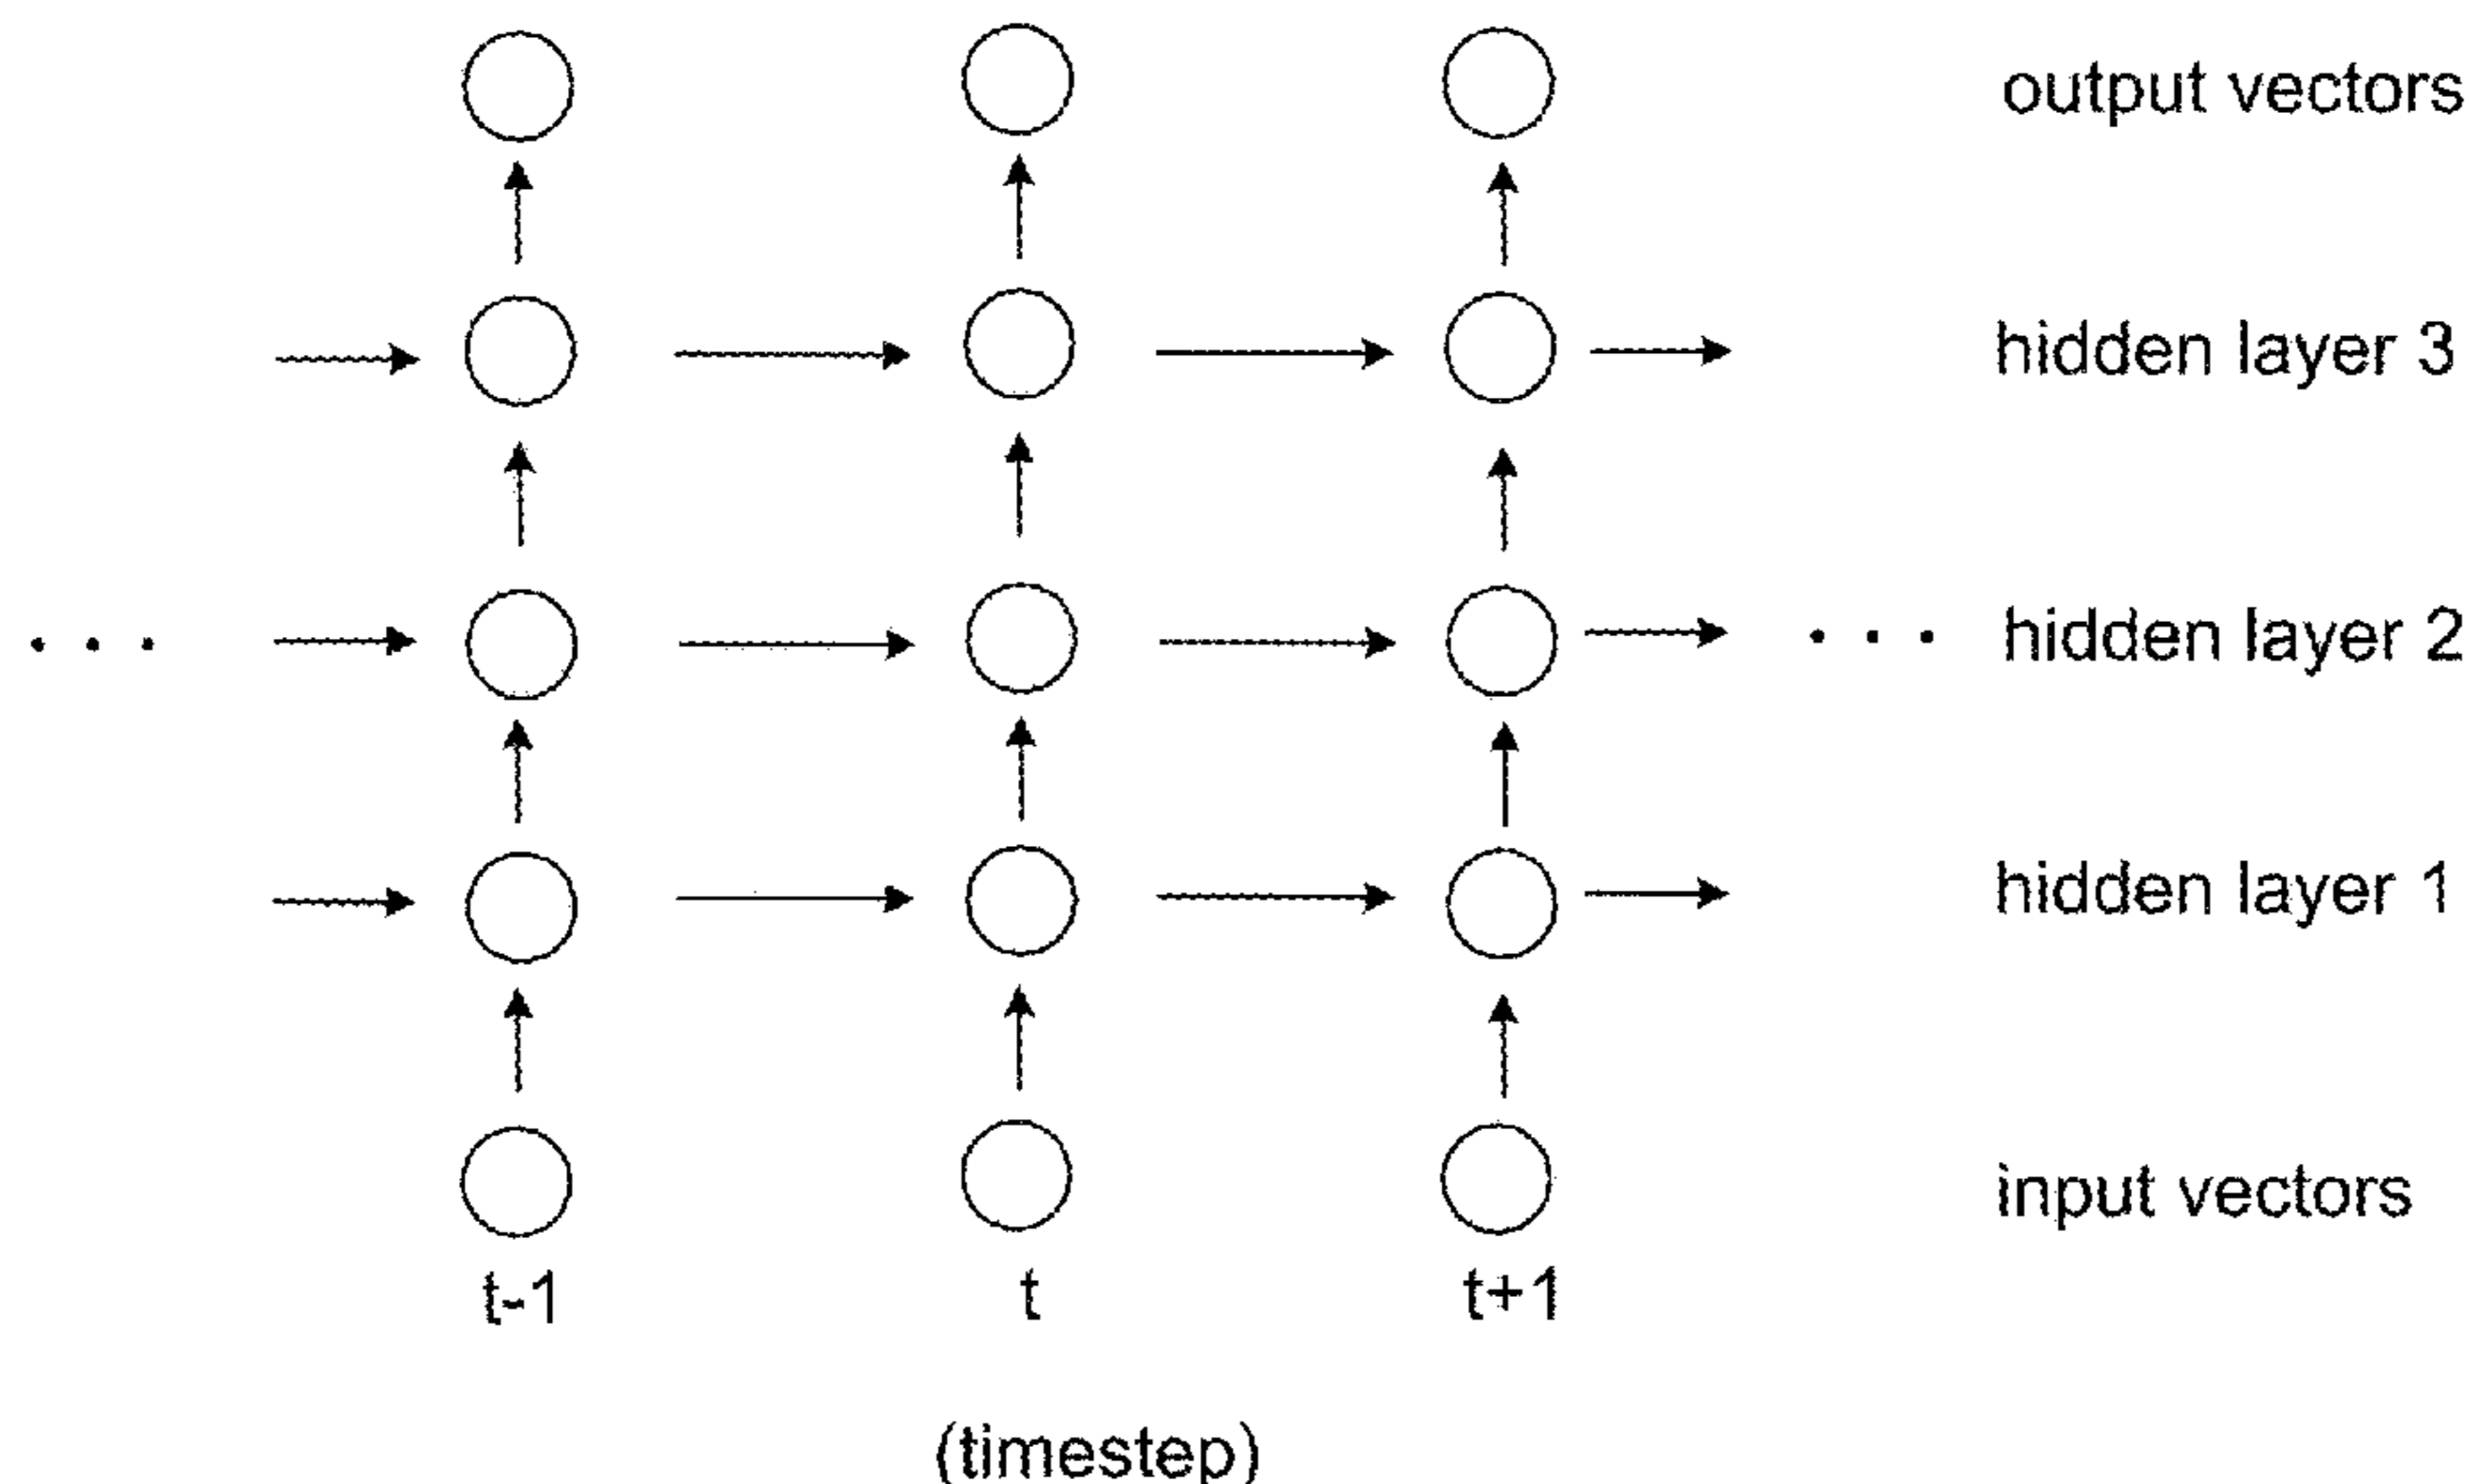 output vectors
hidden layer 3
. . . . . . hidden layer 2
hidden layer 1
input vectors
t-1 t t+1
(timestep)